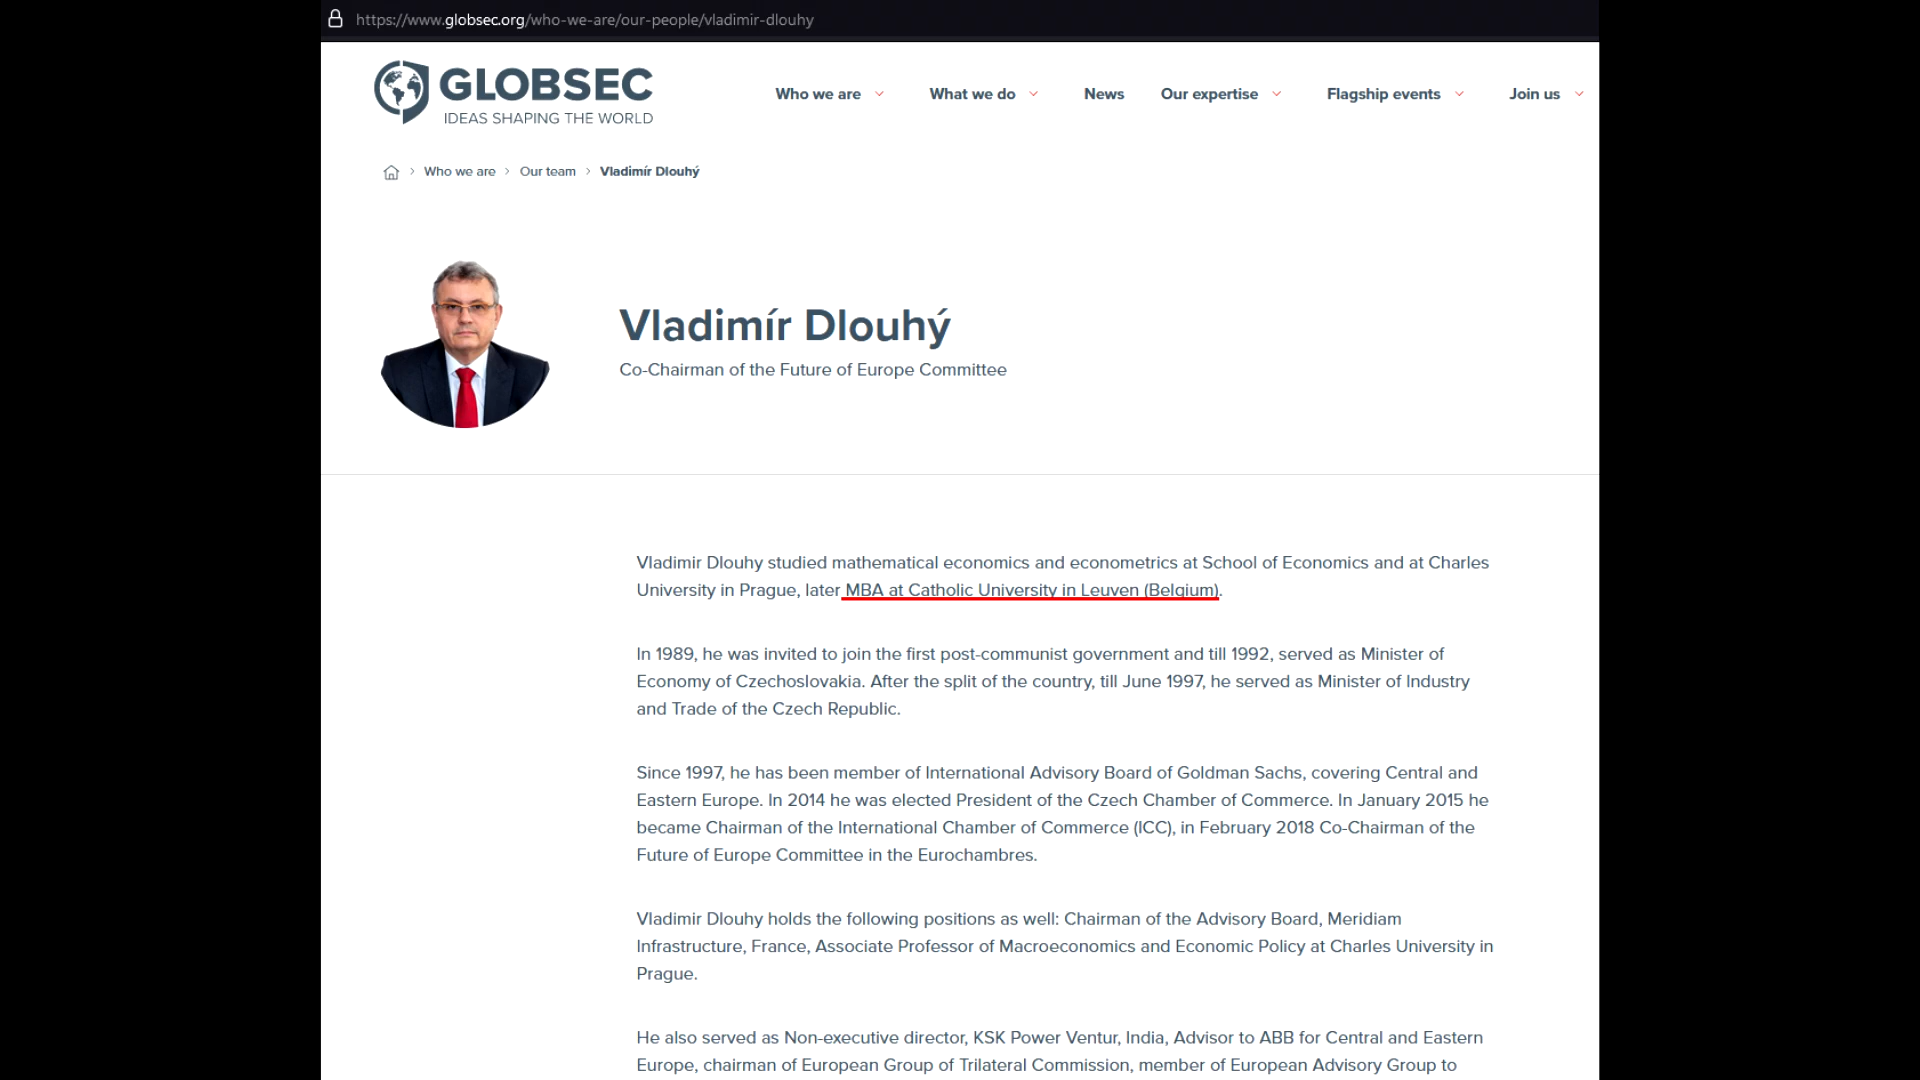 https://www.globsec.org/who-we-are/our-people/vladimir-dlouhy
GLOBSEC
IDEAS SHAPING THE WORLD
Who we are
What we do
News
Our expertise
Flagship events
Join us
Who we are > Our team > Vladimír Dlouhý
Vladimír Dlouhý
Co-Chairman of the Future of Europe Committee
Vladimir Dlouhy studied mathematical economics and econometrics at School of Economics and at Charles
University in Prague, later MBA at Catholic University in Leuven (Belgium).
In 1989, he was invited to join the first post-communist government and till 1992, served as Minister of
Economy of Czechoslovakia. After the split of the country, till June 1997, he served as Minister of Industry
and Trade of the Czech Republic.
Since 1997, he has been member of International Advisory Board of Goldman Sachs, covering Central and
Eastern Europe. In 2014 he was elected President of the Czech Chamber of Commerce. In January 2015 he
became Chairman of the International Chamber of Commerce (ICC), in February 2018 Co-Chairman of the
Future of Europe Committee in the Eurochambres.
Vladimir Dlouhy holds the following positions as well: Chairman of the Advisory Board, Meridiam
Infrastructure, France, Associate Professor of Macroeconomics and Economic Policy at Charles University in
Prague.
He also served as Non-executive director, KSK Power Ventur, India, Advisor to ABB for Central and Eastern
Europe, chairman of European Group of Trilateral Commission, member of European Advisory Group to